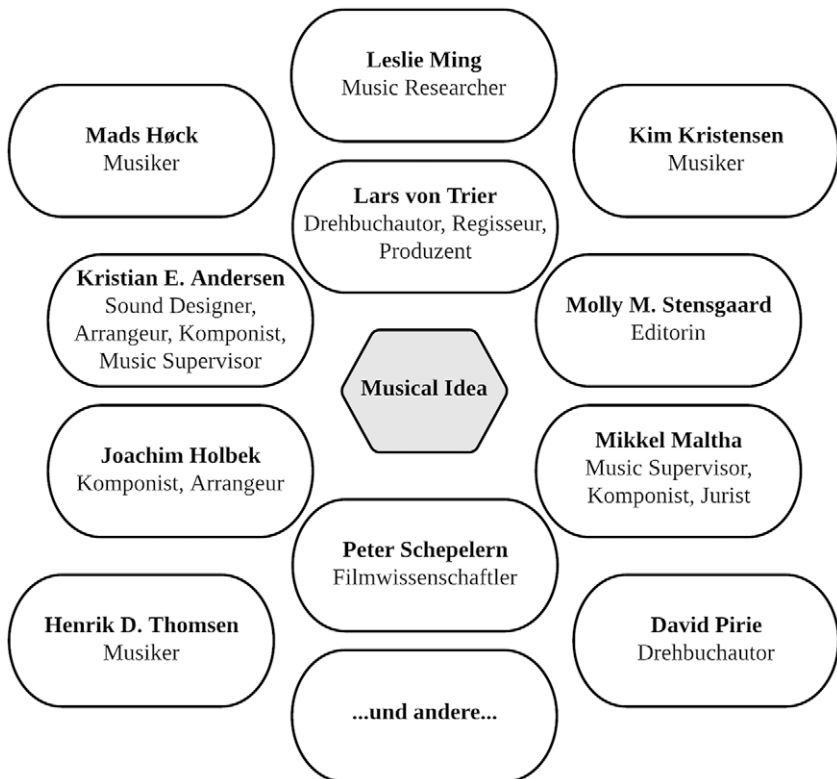 Leslie Ming
Music Researcher
Mads Høck
Musiker
Kim Kristensen
Musiker
Lars von Trier
Drehbuchautor, Regisseur,
Produzent
Kristian E. Andersen
Sound Designer,
Arrangeur, Komponist,
Music Supervisor
Molly M. Stensgaard
Editorin
Musical Idea
Joachim Holbek
Komponist, Arrangeur
Mikkel Maltha
Music Supervisor,
Komponist, Jurist
Peter Schepelern
Filmwissenschaftler
Henrik D. Thomsen
Musiker
David Pirie
Drehbuchautor
...und andere...